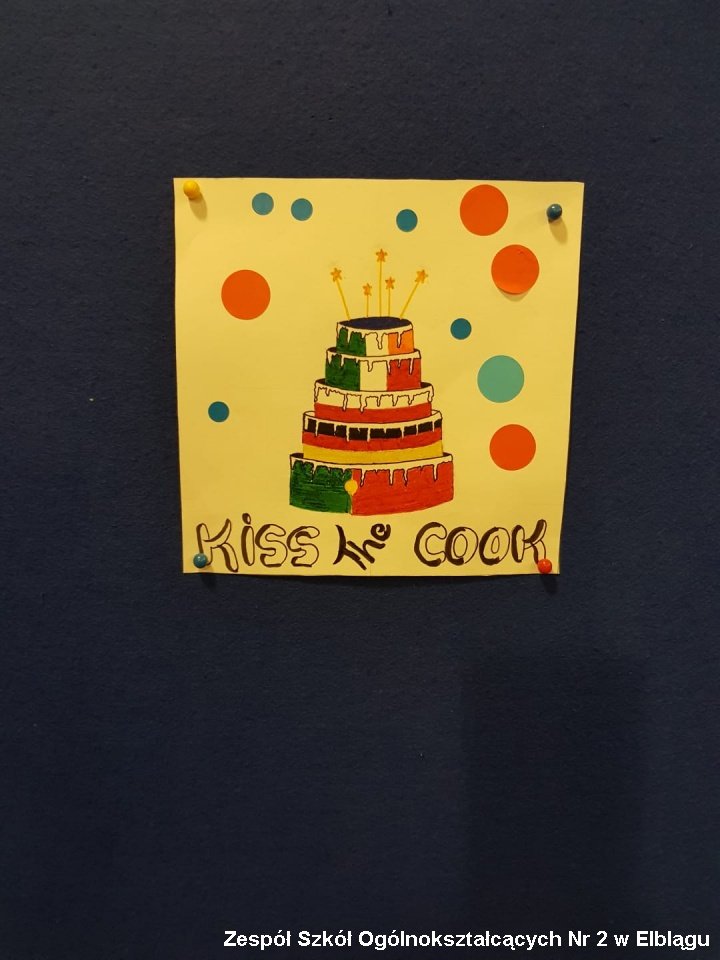 KiSS the COOK
Zespół Szkół Ogólnokształcących Nr 2 w Elblągu